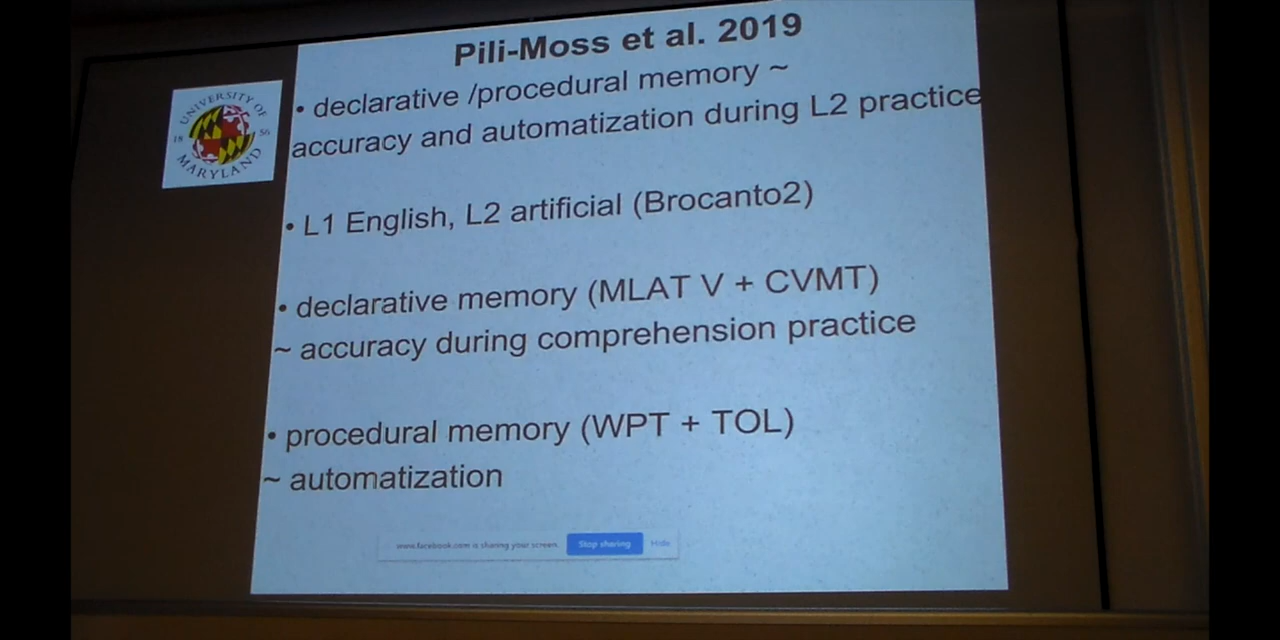 Pili-Moss et al. 2019
UNIVERSITY OF
18 56
MARYLAND
• declarative /procedural memory ~
accuracy and automatization during L2 practice
• L1 English, L2 artificial (Brocanto2)
• declarative memory (MLAT V + CVMT)
~ accuracy during comprehension practice
• procedural memory (WPT + TOL)
~ automatization
www.facebook.com is sharing your screen. Stop sharing Hide